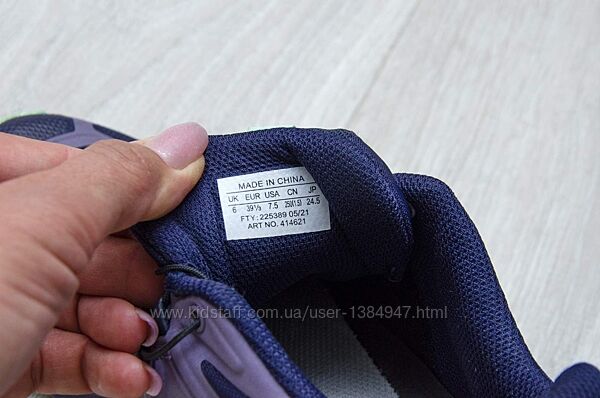 MADE IN CHINA
UK EUR USA CN JP
6 39⅓ 7.5 250(1.5) 24.5
FTY.:225389 05/21
ART NO. 414621
www.kidstaff.com.ua/user-1384947.html